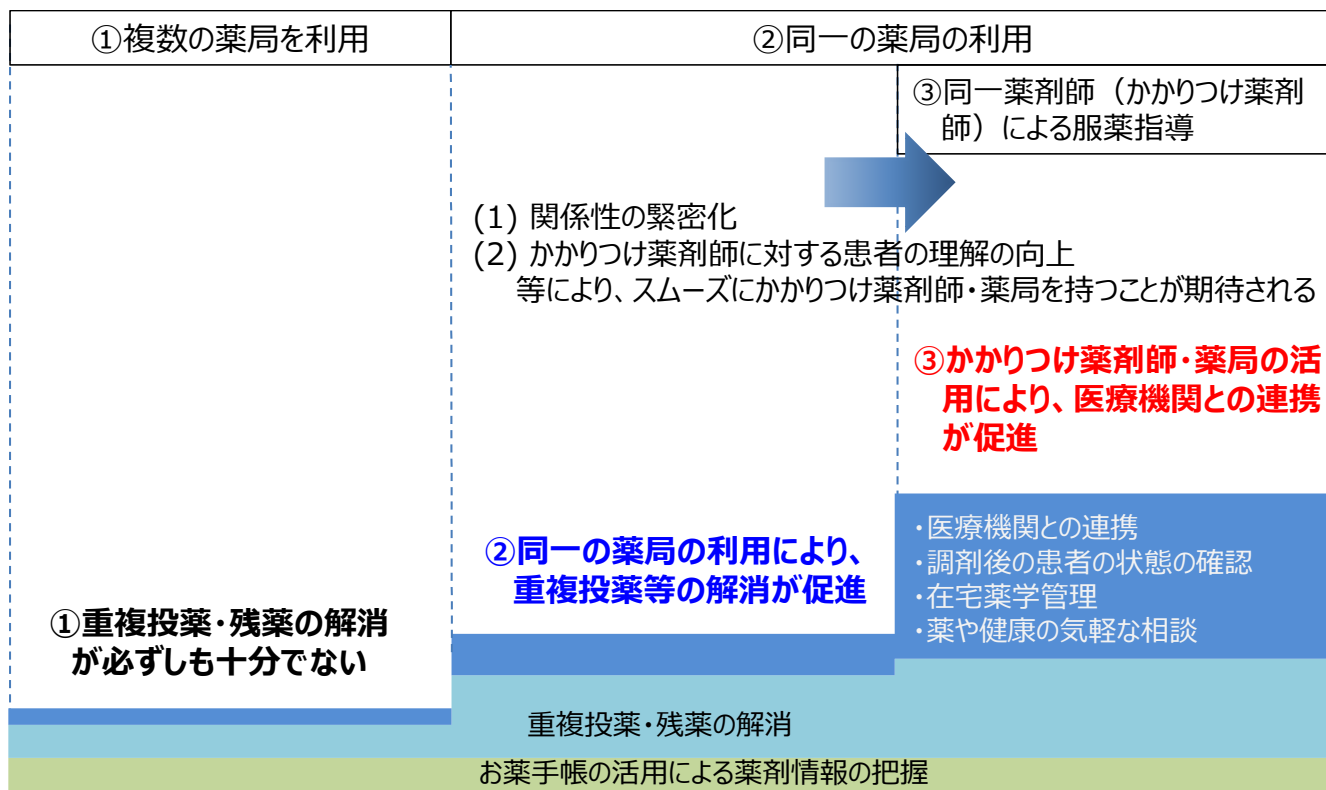 ①複数の薬局を利用
②同一の薬局の利用
③同一薬剤師（かかりつけ薬剤
師）による服薬指導
(1) 関係性の緊密化
(2) かかりつけ薬剤師に対する患者の理解の向上
等により、スムーズにかかりつけ薬剤師・薬局を持つことが期待される
③かかりつけ薬剤師・薬局の活
用により、医療機関との連携
が促進
②同一の薬局の利用により、
重複投薬等の解消が促進
①重複投薬・残薬の解消
が必ずしも十分でない
・医療機関との連携
・調剤後の患者の状態の確認
・在宅薬学管理
・薬や健康の気軽な相談
重複投薬・残薬の解消
お薬手帳の活用による薬剤情報の把握